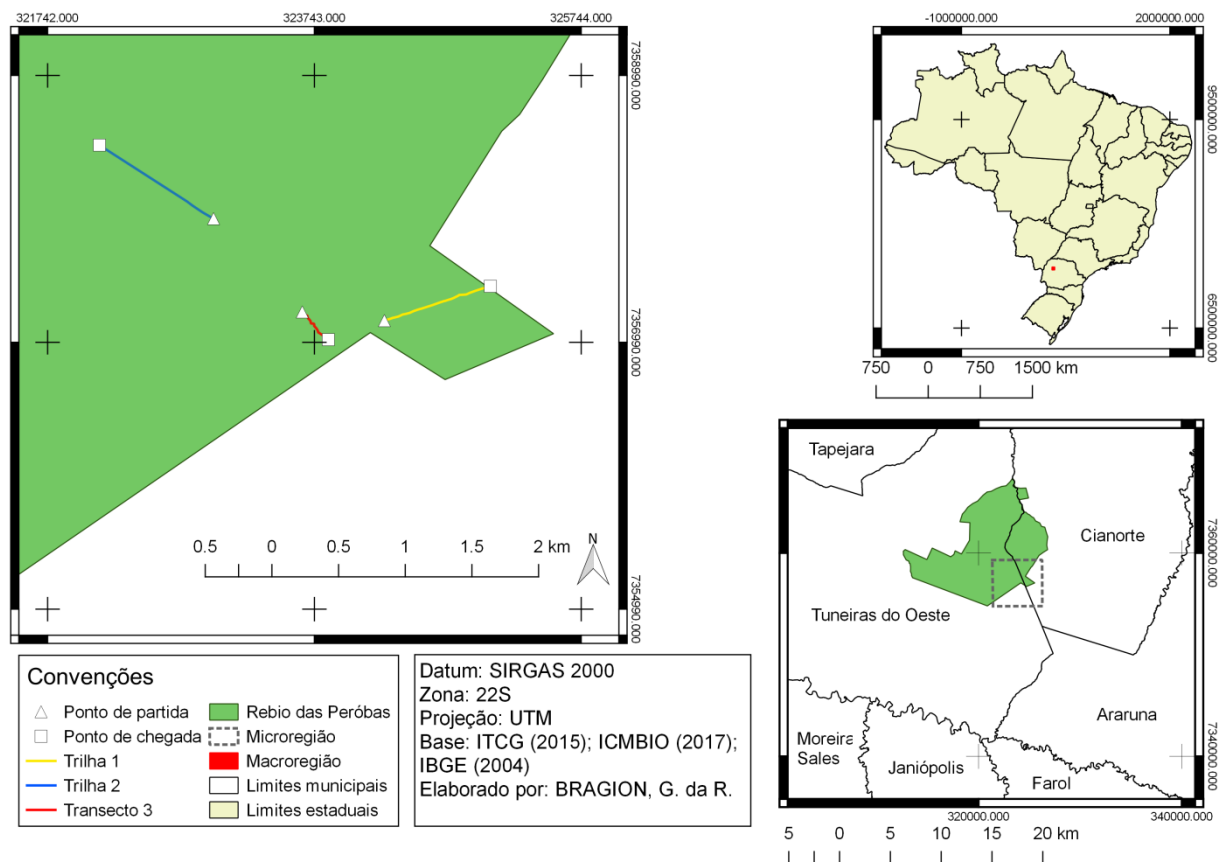 321742.000 323743.000 325744.000
7358990.000
7356990.000
7354990.000
0.5 0 0.5 1 1.5 2 km
N
-1000000.000 2000000.000
9500000.000
6500000.000
750 0 750 1500 km
Tapejara
Cianorte
Tuneiras do Oeste
Araruna
Moreira
Sales
Janiópolis
Farol
7360000.000
7340000.000
320000.000 340000.000
5 0 5 10 15 20 km
Convenções
Ponto de partida
Ponto de chegada
Trilha 1
Trilha 2
Transecto 3
Rebio das Peróbas
Microregião
Macroregião
Limites municipais
Limites estaduais
Datum: SIRGAS 2000
Zona: 22S
Projeção: UTM
Base: ITCG (2015); ICMBIO (2017);
IBGE (2004)
Elaborado por: BRAGION, G. da R.